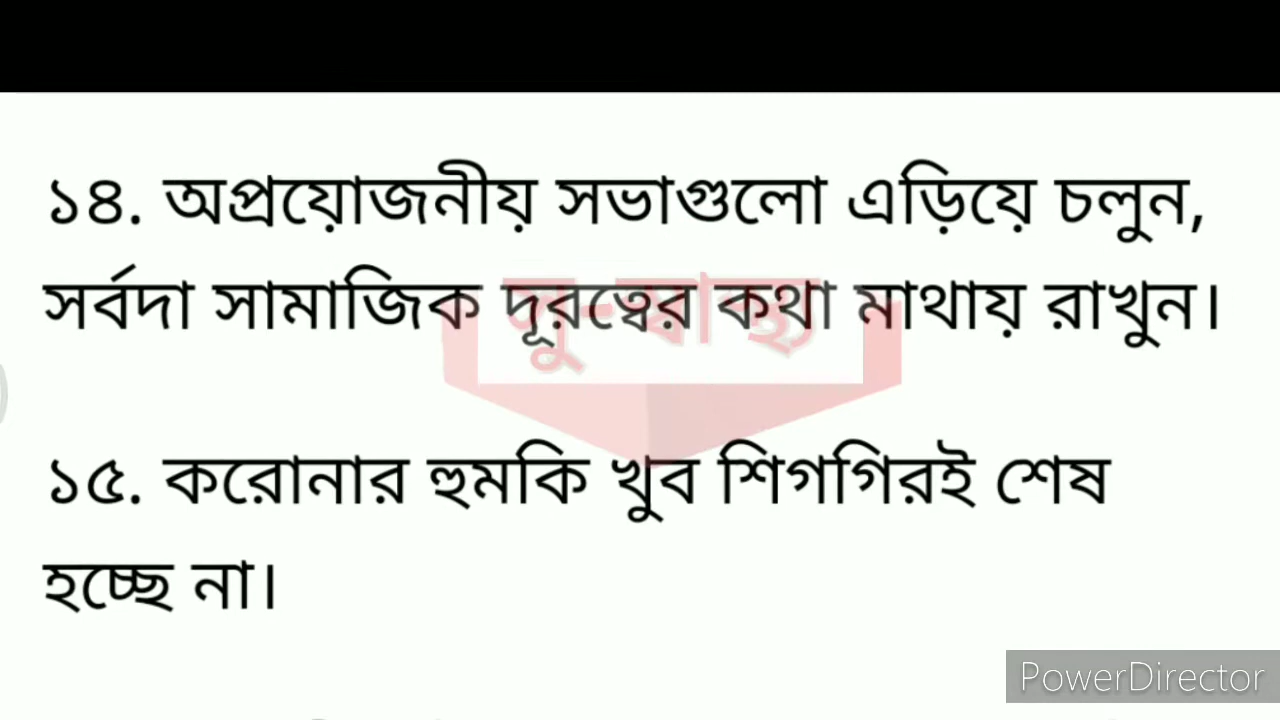 ১৪. অপ্রয়োজনীয় সভাগুলো এড়িয়ে চলুন,
সর্বদা সামাজিক দূরত্বের কথা মাথায় রাখুন।
সু-স্বাস্থ্য
১৫. করোনার হুমকি খুব শিগগিরই শেষ
হচ্ছে না।
PowerDirector